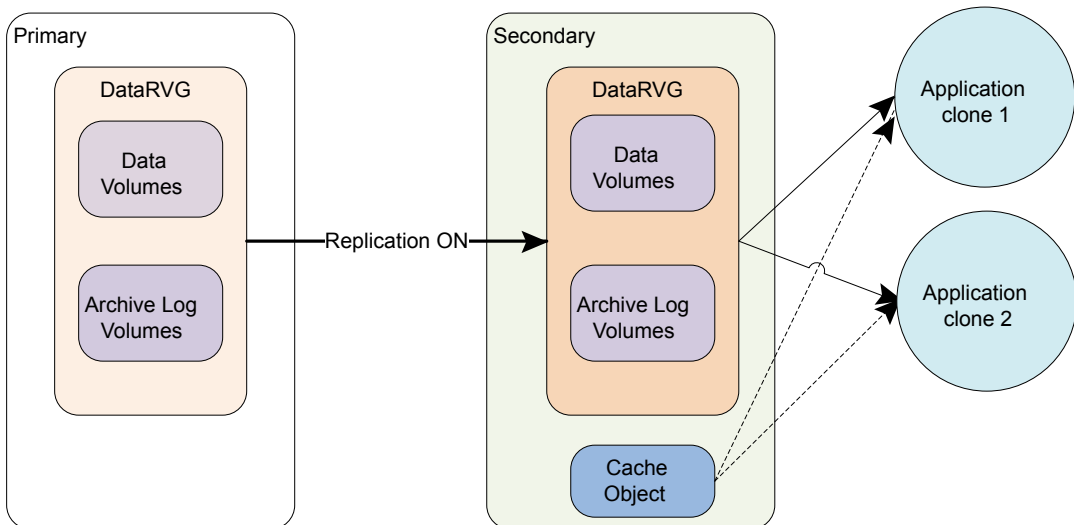 Primary
DataRVG
Data
Volumes
Archive Log
Volumes
Replication ON
Secondary
DataRVG
Data
Volumes
Archive Log
Volumes
Cache
Object
Application
clone 1
Application
clone 2